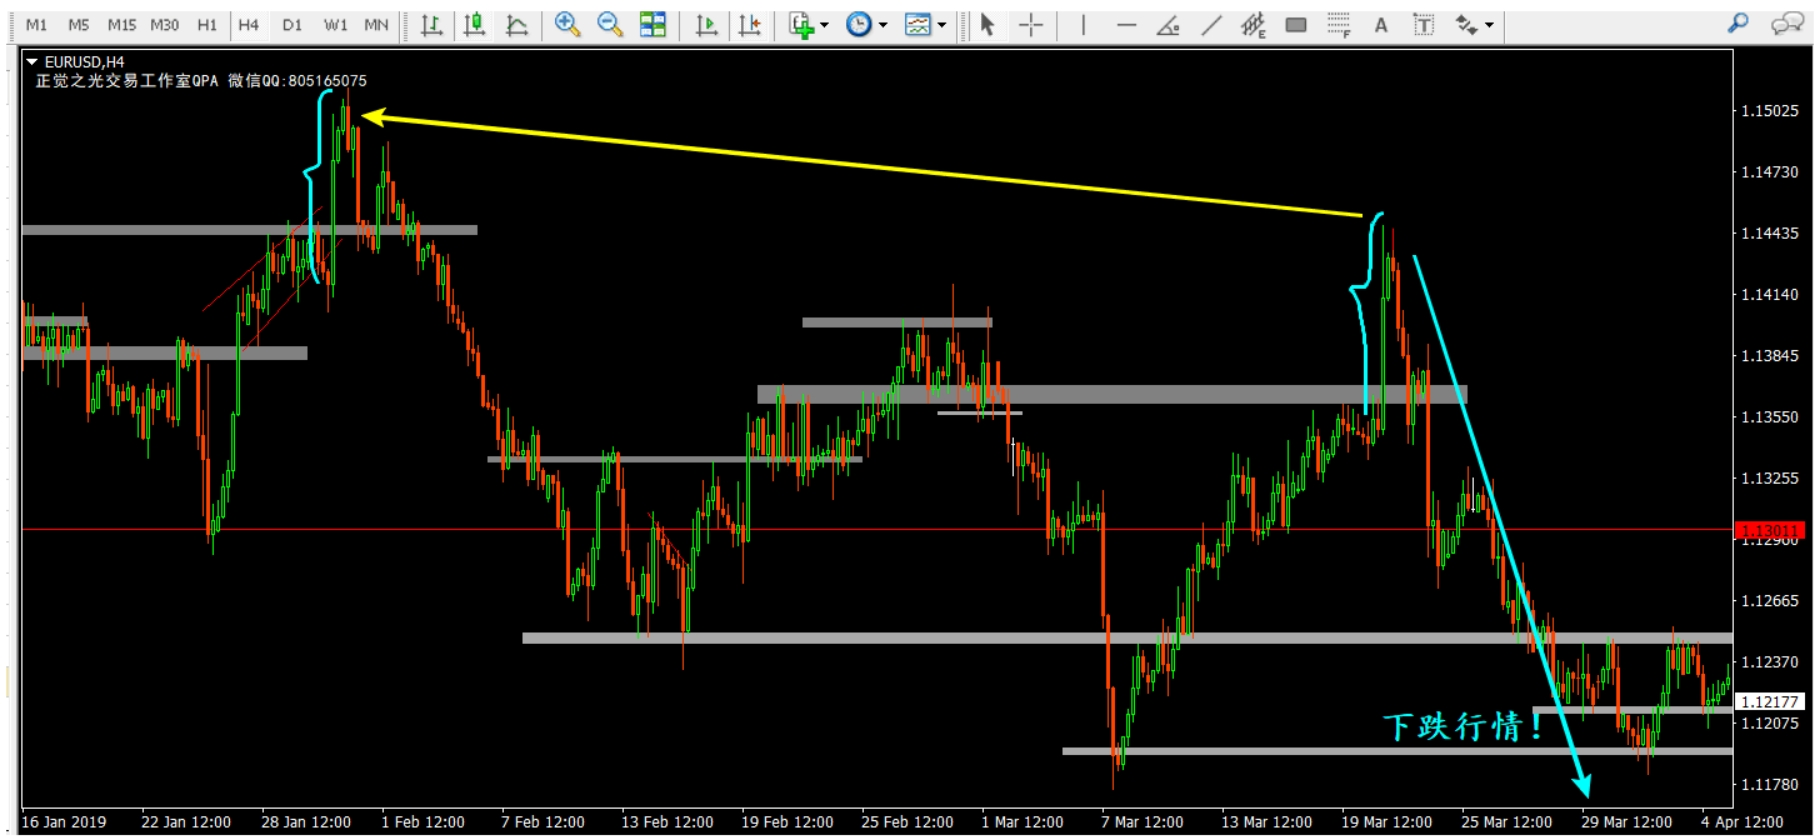 M1 M5 M15 M30 H1 H4 D1 W1 MN E F A T
EURUSD,H4
正觉之光交易工作室QPA 微信QQ:805165075
1.15025
1.14730
1.14435
1.14140
1.13845
1.13550
1.13255
1.13011
1.12960
1.12665
1.12370
1.12177
1.12075
1.11780
下跌行情!
16 Jan 2019 22 Jan 12:00 28 Jan 12:00 1 Feb 12:00 7 Feb 12:00 13 Feb 12:00 19 Feb 12:00 25 Feb 12:00 1 Mar 12:00 7 Mar 12:00 13 Mar 12:00 19 Mar 12:00 25 Mar 12:00 29 Mar 12:00 4 Apr 12:00